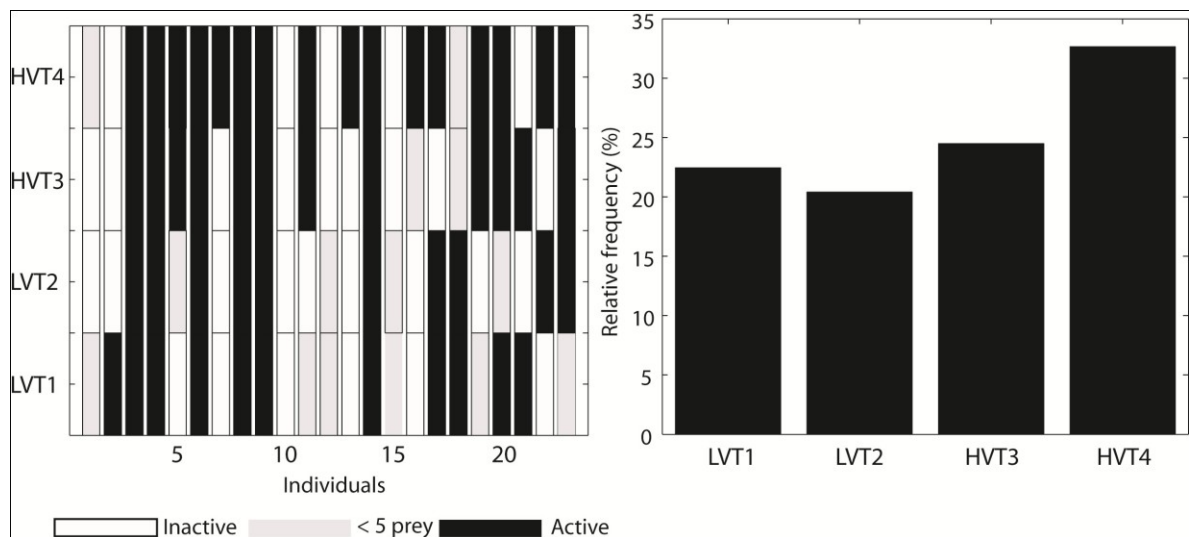 HVT4
HVT3
LVT2
LVT1
5 10 15 20
Individuals
Inactive < 5 prey Active
Relative frequency (%)
35
30
25
20
15
10
5
0
LVT1 LVT2 HVT3 HVT4